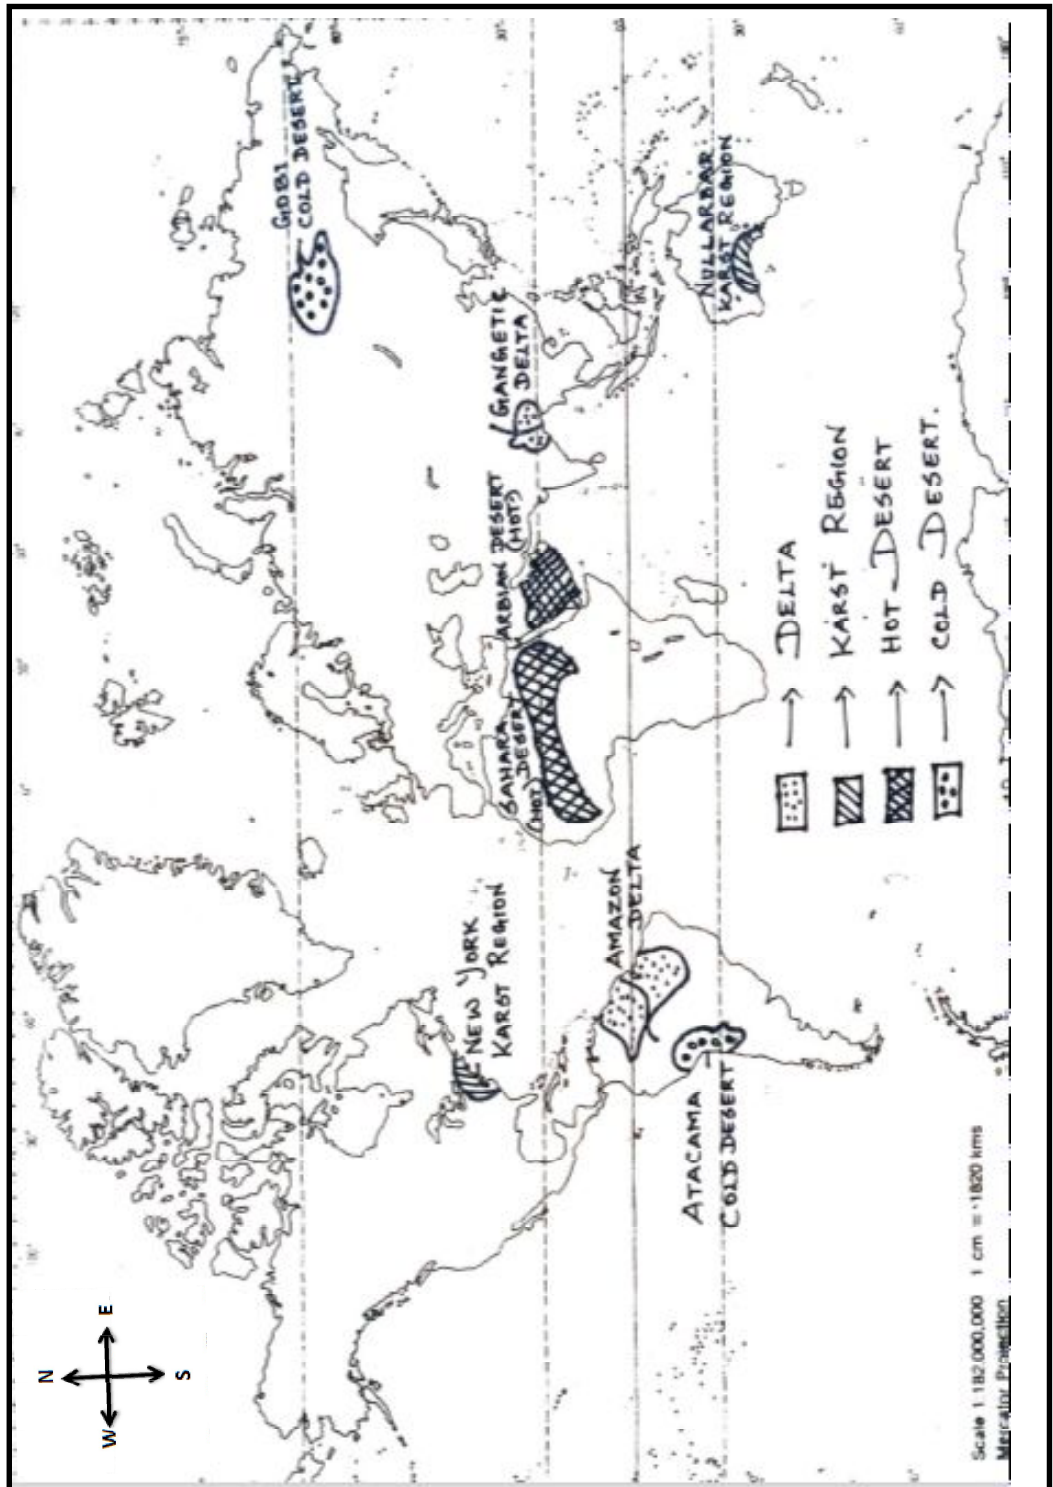 N
W E
S
GOBI
COLD DESERT
GANGETIC
DELTA
NULLARBAR
KARST REGION
ARBIAN DESERT
(HOT)
SAHARA
(HOT) DESERT
NEW YORK
KARST REGION
AMAZON
DELTA
ATACAMA
COLD DESERT
→ DELTA
→ KARST REGION
→ HOT DESERT
→ COLD DESERT.
Scale 1 182,000,000 1 cm = 1820 kms
Mercator Projection